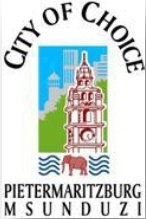 CITY OF CHOICE
PIETERMARITZBURG
MSUNDUZI